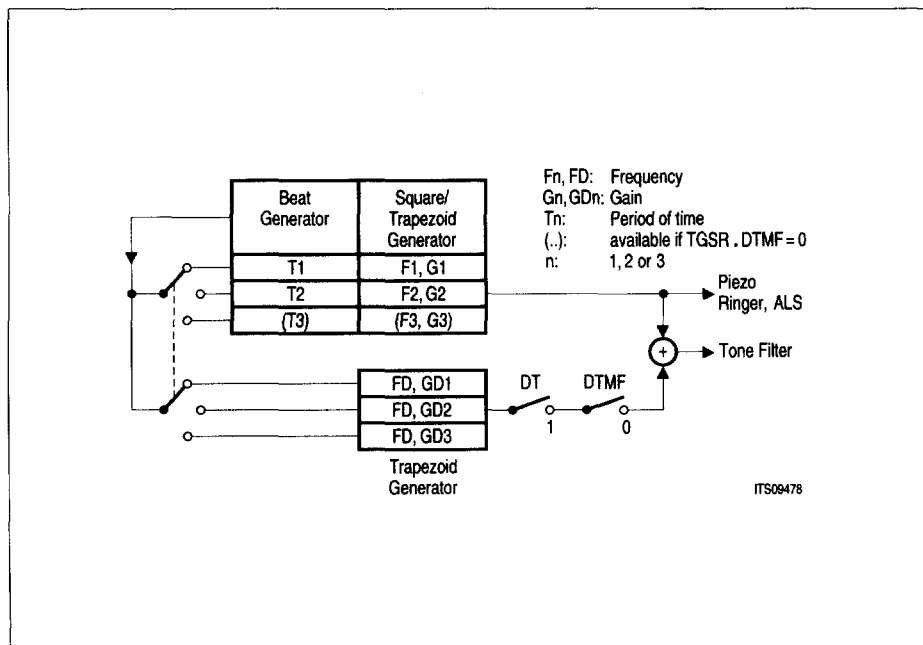 Beat Generator
Square/ Trapezoid Generator
T1
F1, G1
T2
F2, G2
(T3)
(F3, G3)
Fn, FD: Frequency
Gn, GDn: Gain
Tn: Period of time
(..): available if TGSR . DTMF = 0
n: 1, 2 or 3
Piezo
Ringer, ALS
+
Tone Filter
FD, GD1
FD, GD2
FD, GD3
DT
1
DTMF
0
Trapezoid
Generator
ITS09478